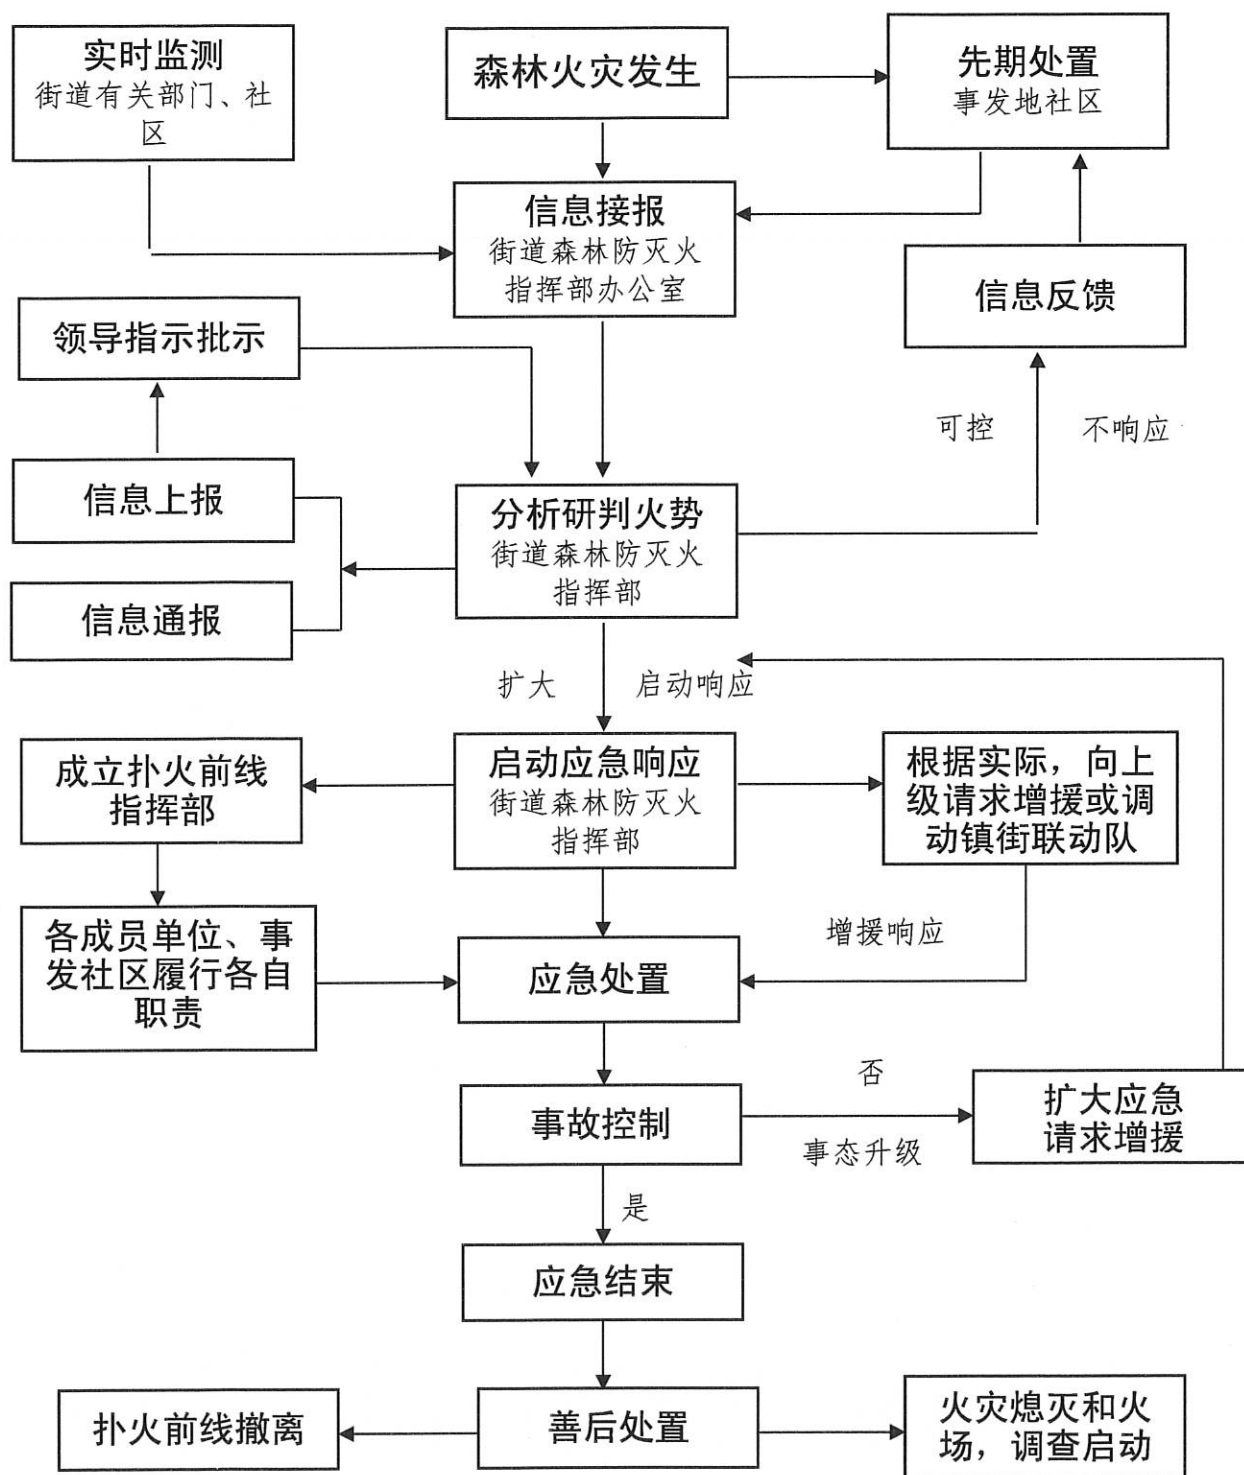 实时监测
街道有关部门、社
区
森林火灾发生
先期处置
事发地社区
信息接报
街道森林防灭火
指挥部办公室
信息反馈
领导指示批示
可控
不响应
信息上报
分析研判火势
街道森林防灭火
指挥部
信息通报
扩大
启动响应
成立扑火前线
指挥部
启动应急响应
街道森林防灭火
指挥部
根据实际，向上
级请求增援或调
动镇街联动队
各成员单位、事
发社区履行各自
职责
增援响应
应急处置
事故控制
否
事态升级
扩大应急
请求增援
是
应急结束
扑火前线撤离
善后处置
火灾熄灭和火
场，调查启动